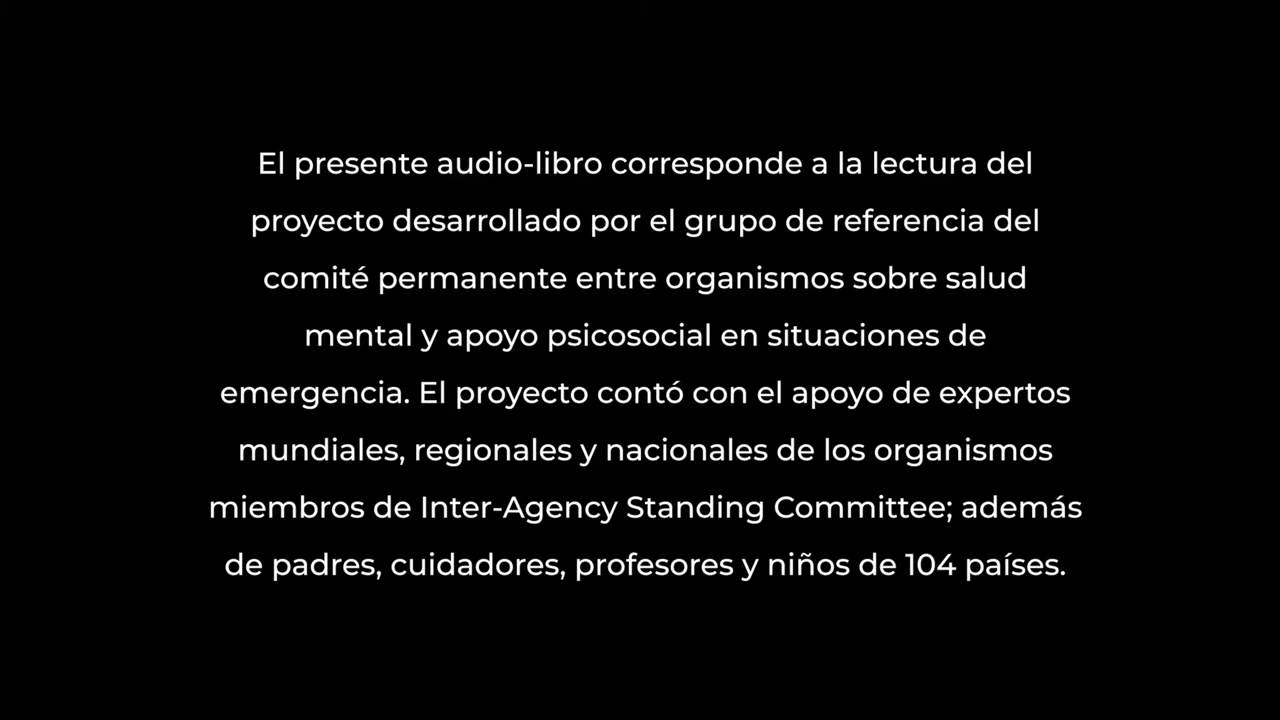 El presente audio-libro corresponde a la lectura del
proyecto desarrollado por el grupo de referencia del
comité permanente entre organismos sobre salud
mental y apoyo psicosocial en situaciones de
emergencia. El proyecto contó con el apoyo de expertos
mundiales, regionales y nacionales de los organismos
miembros de Inter-Agency Standing Committee; además
de padres, cuidadores, profesores y niños de 104 países.